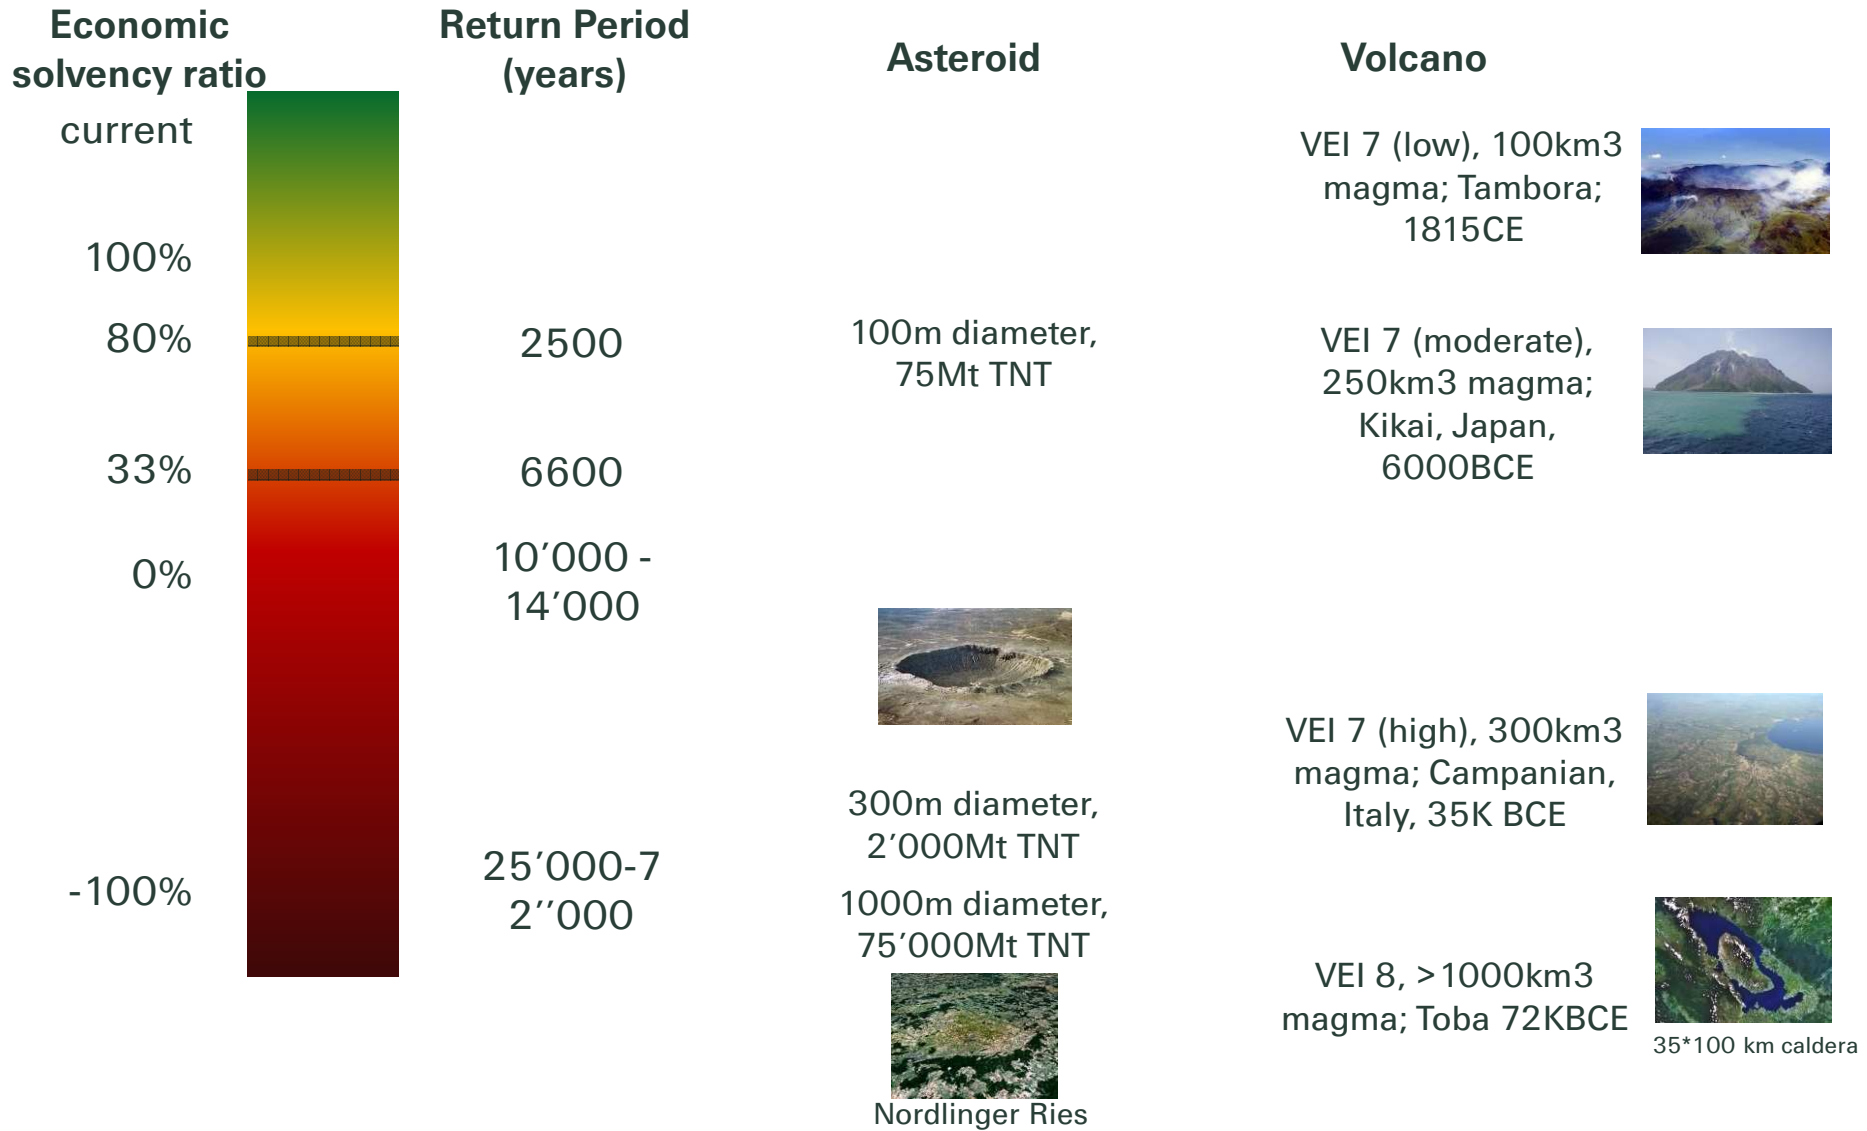 Economic
solvency ratio
Return Period
(years)
Asteroid
Volcano
current
VEI 7 (low), 100km3
magma; Tambora;
1815CE
100%
80%
2500
100m diameter,
75Mt TNT
VEI 7 (moderate),
250km3 magma;
Kikai, Japan,
6000BCE
33%
6600
0%
10’000 -
14’000
VEI 7 (high), 300km3
magma; Campanian,
Italy, 35K BCE
300m diameter,
2’000Mt TNT
-100%
25’000-7
2’’000
1000m diameter,
75’000Mt TNT
VEI 8, >1000km3
magma; Toba 72KBCE
35*100 km caldera
Nordlinger Ries